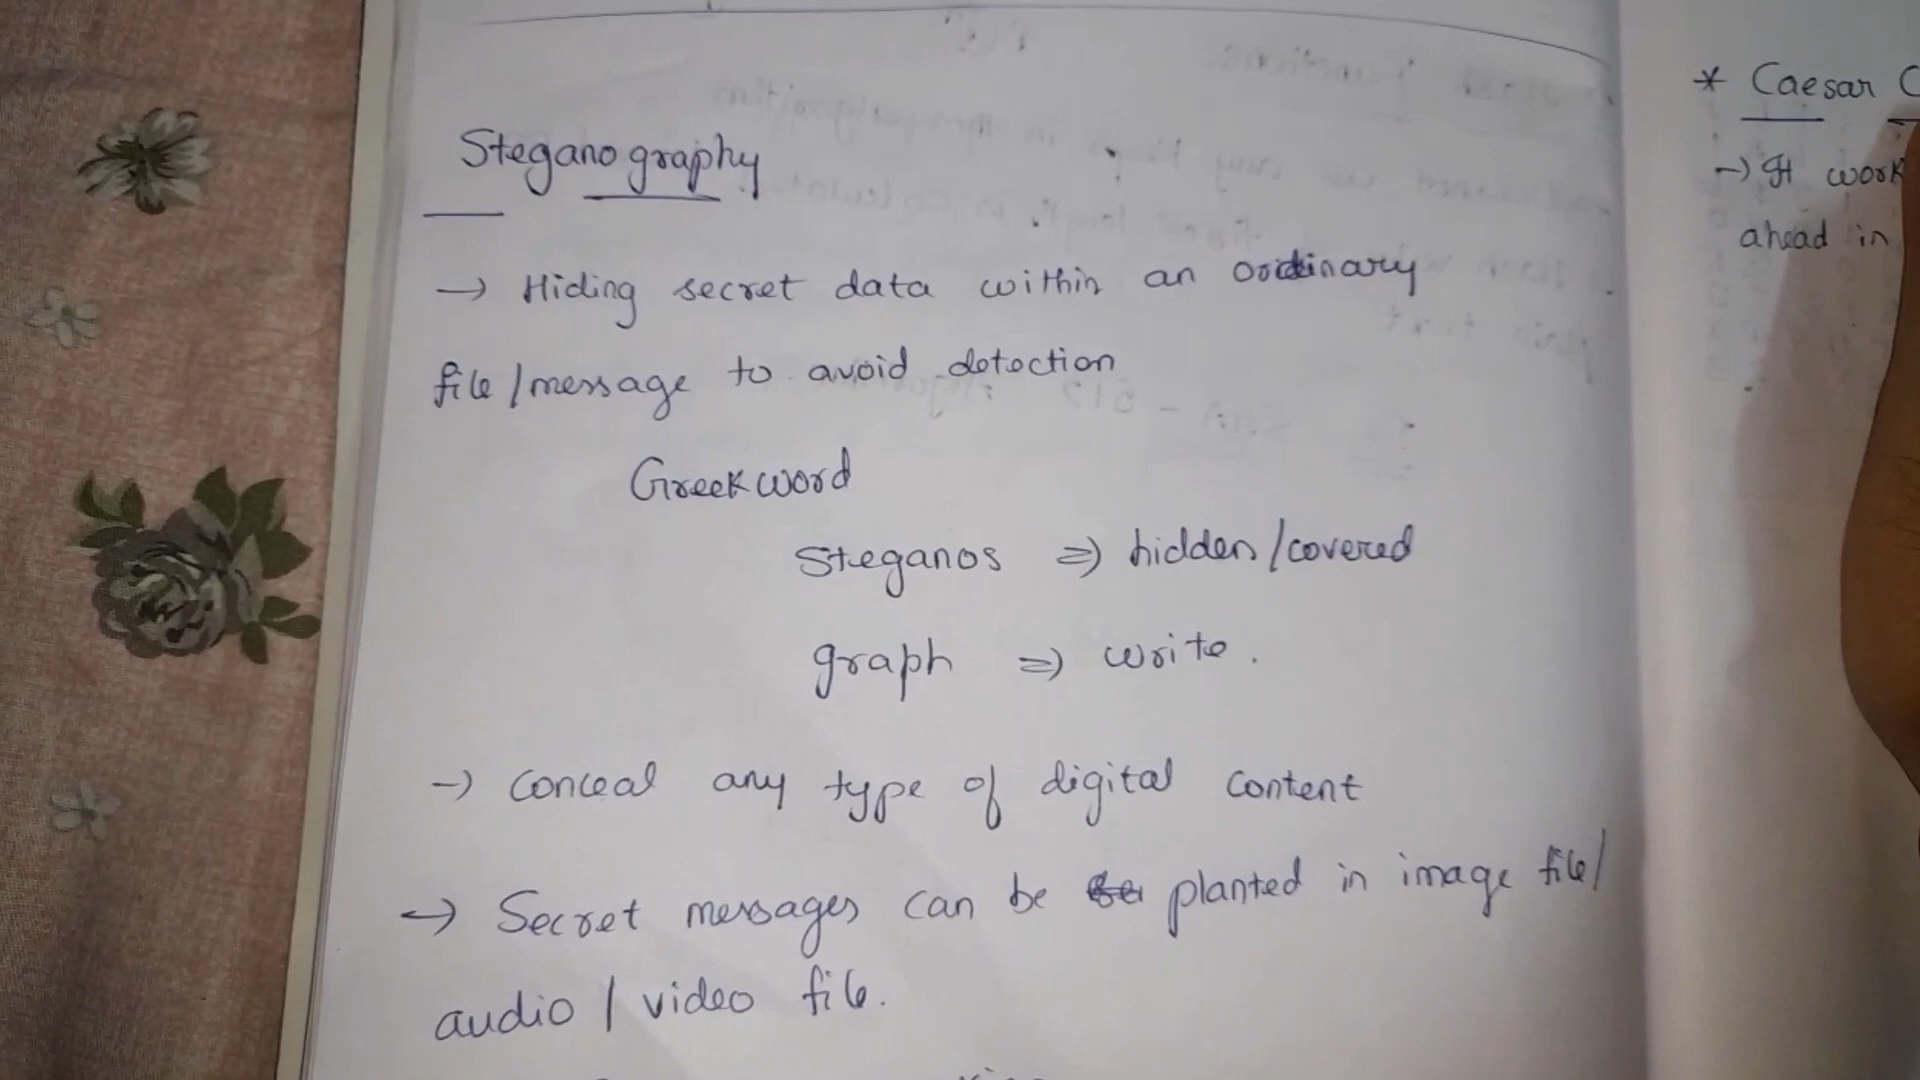 Steganography
→ Hiding secret data within an ordinary
file/message to avoid detection
Greek word
Steganos ⇒ hidden/covered
graph ⇒ write.
→ conceal any type of digital content
→ Secret messages can be planted in image file/
audio / video file.
* Caesar C
→ It work
ahead in